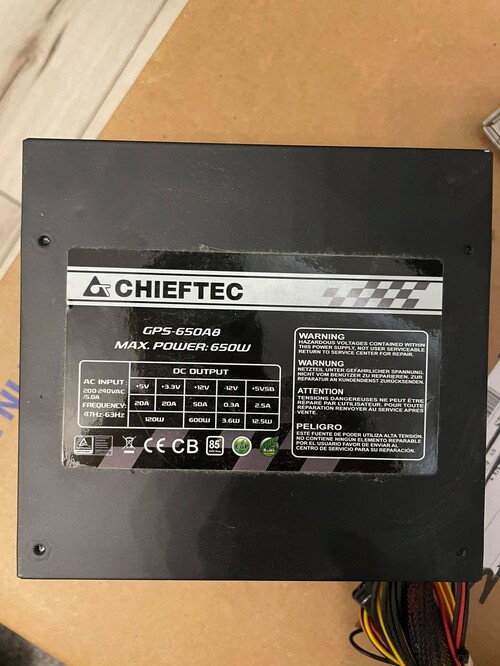 CHIEFTEC
GPS-650A8
MAX. POWER: 650W
AC INPUT: 200-240VAC /5.0A FREQUENCY: 47Hz-63Hz
DC OUTPUT
+5V +3.3V +12V -12V +5VSB
20A 20A 50A 0.3A 2.5A
120W 600W 3.6W 12.5W
CE CB 85
WARNING
HAZARDOUS VOLTAGES CONTAINED WITHIN
THIS POWER SUPPLY, NOT USER SERVICEABLE
RETURN TO SERVICE CENTER FOR REPAIR.
WARNUNG
NETZTEIL UNTER GEFÄHRLICHER SPANNUNG,
NICHT VOM BENUTZER ZU REPARIEREN. ZUR
REPARATUR AN KUNDENDIENST ZURÜCKSENDEN.
ATTENTION
TENSIONS DANGEREUSES NE PEUT ÊTRE
RÉPARÉ PAR L'UTILISATEUR. POUR TOUTE
RÉPARATION RENVOYER AU SERVICE APRES
VENTE.
PELIGRO
ESTE FUENTE DE PODER UTILIZA ALTA TENSIÓN.
NO CONTIENE NINGÚN ELEMENTO REPARABLE
POR EL USUARIO FAVOR DE ENVIAR AL
CENTRO DE SERVICIO PARA SU REPARACIÓN.